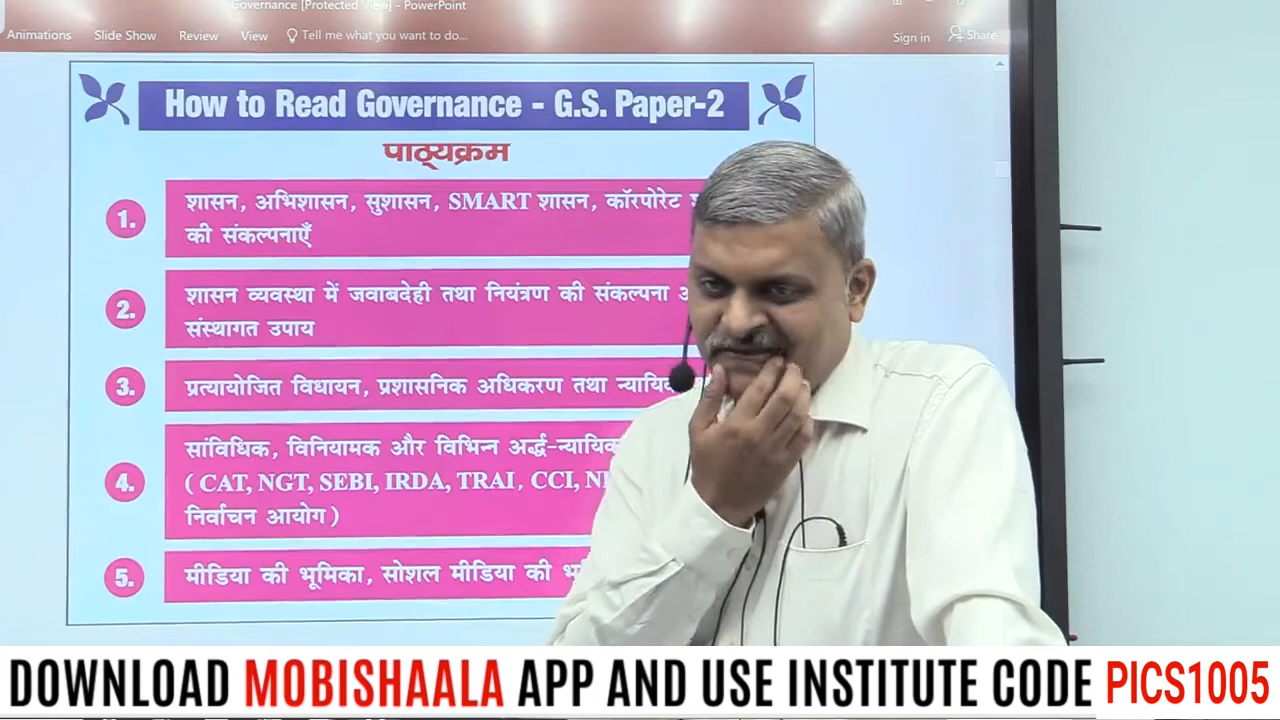 Governance [Protected View] - PowerPoint
Animations Slide Show Review View Tell me what you want to do... Sign in Share
How to Read Governance - G.S. Paper-2
पाठ्यक्रम
1. शासन, अभिशासन, सुशासन, SMART शासन, कॉरपोरेट
की संकल्पनाएँ
2. शासन व्यवस्था में जवाबदेही तथा नियंत्रण की संकल्पना
संस्थागत उपाय
3. प्रत्यायोजित विधायन, प्रशासनिक अधिकरण तथा
4. सांविधिक, विनियामक और विभिन्न
( CAT, NGT, SEBI, IRDA, TRAI, CCI,
निर्वाचन आयोग )
5. मीडिया की भूमिका, सोशल मीडिया की
DOWNLOAD MOBISHAALA APP AND USE INSTITUTE CODE PICS1005